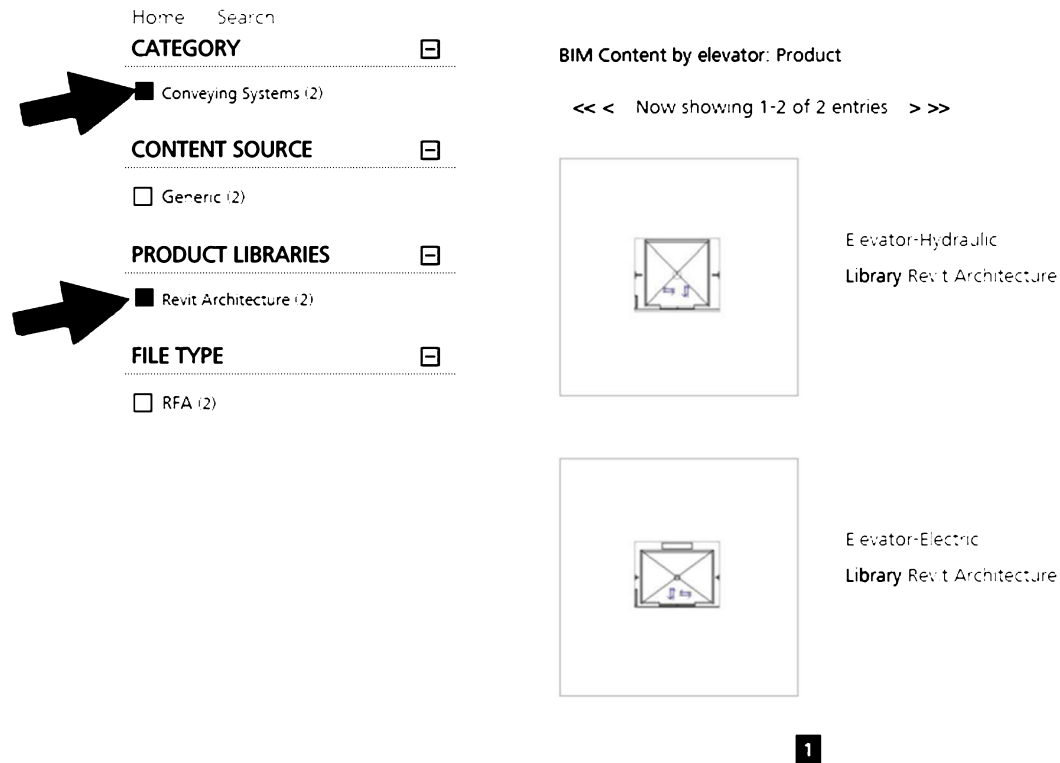 Home Search
CATEGORY
Conveying Systems (2)
CONTENT SOURCE
Generic (2)
PRODUCT LIBRARIES
Revit Architecture (2)
FILE TYPE
RFA (2)
BIM Content by elevator: Product
<< < Now showing 1-2 of 2 entries > >>
Elevator-Hydraulic
Library Revit Architecture
Elevator-Electric
Library Revit Architecture
1